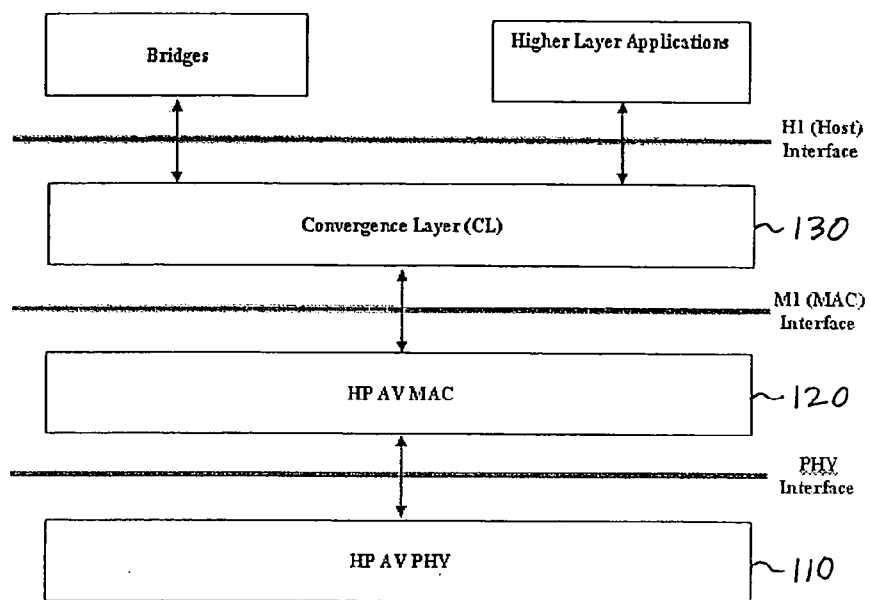 Bridges
Higher Layer Applications
H1 (Host)
Interface
Convergence Layer (CL)
130
M1 (MAC)
Interface
HP AV MAC
120
PHY
Interface
HP AV PHY
110